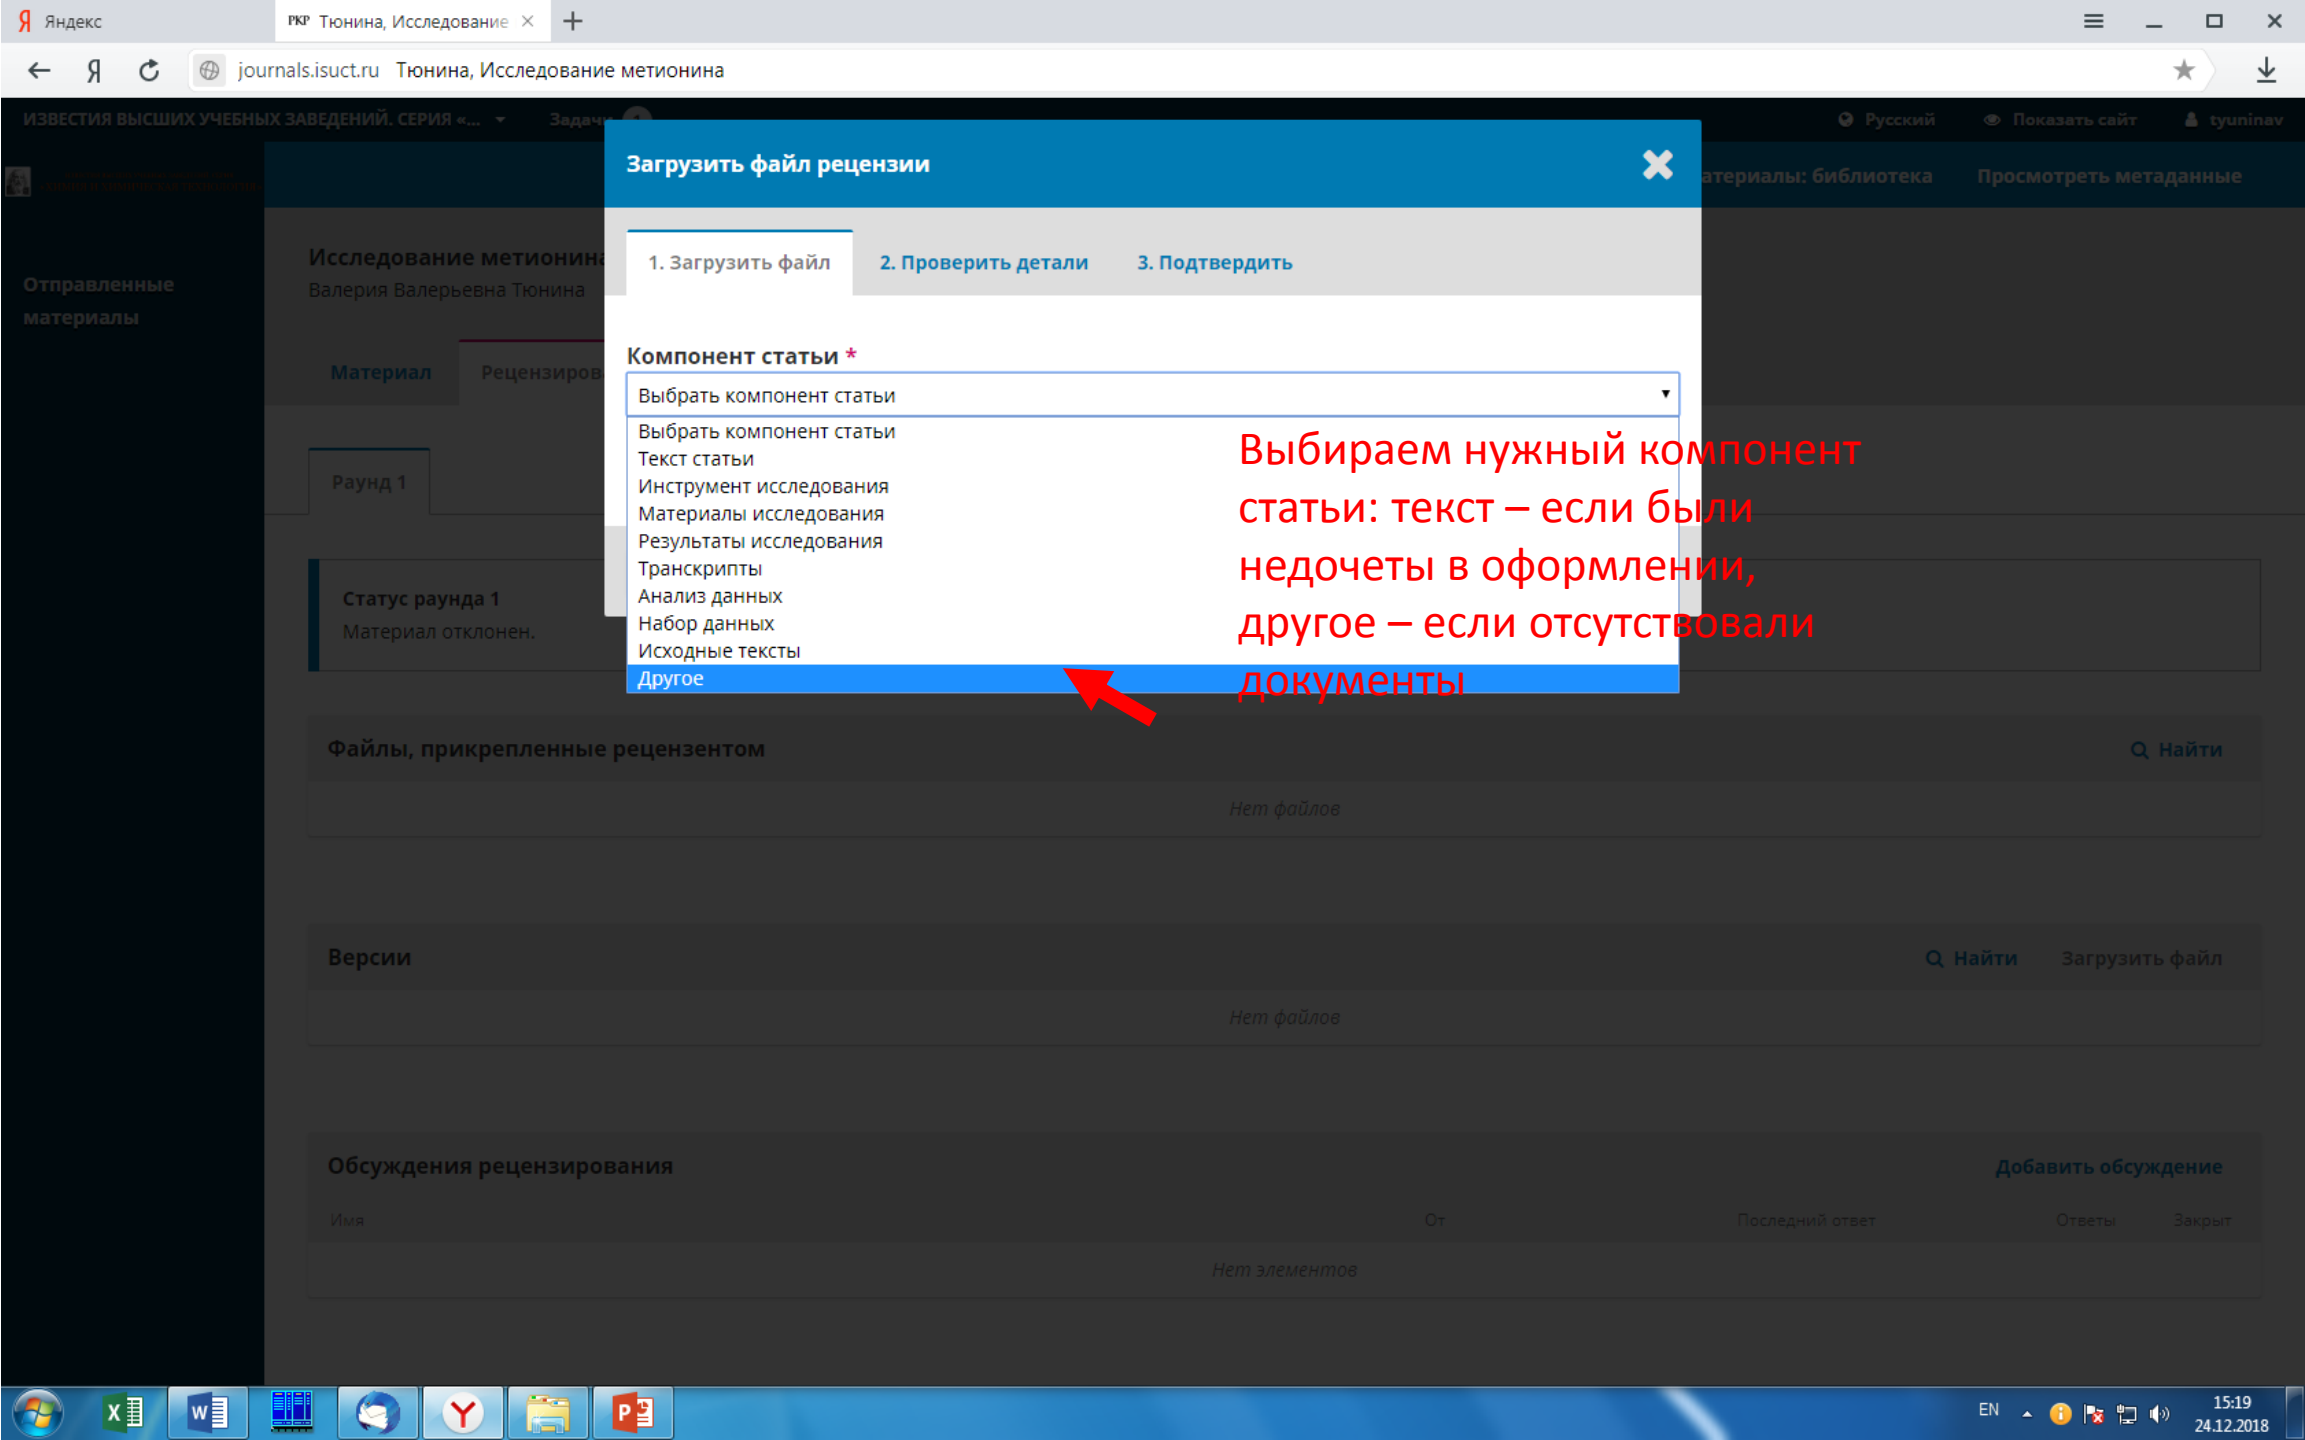 Яндекс
РКР Тюнина, Исследование
journals.isuct.ru Тюнина, Исследование метионина
ИЗВЕСТИЯ ВЫСШИХ УЧЕБНЫХ ЗАВЕДЕНИЙ. СЕРИЯ «...
Задачи
Русский
Показать сайт
tyuninav
Загрузить файл рецензии
атериалы: библиотека
Просмотреть метаданные
Отправленные
материалы
Исследование метионина
Валерия Валерьевна Тюнина
1. Загрузить файл
2. Проверить детали
3. Подтвердить
Материал
Рецензиров
Компонент статьи *
Выбрать компонент статьи
Выбрать компонент статьи
Текст статьи
Инструмент исследования
Материалы исследования
Результаты исследования
Транскрипты
Анализ данных
Набор данных
Исходные тексты
Другое
Выбираем нужный компонент
статьи: текст – если были
недочеты в оформлении,
другое – если отсутствовали
документы
Раунд 1
Статус раунда 1
Материал отклонен.
Файлы, прикрепленные рецензентом
Найти
Нет файлов
Версии
Найти
Загрузить файл
Нет файлов
Обсуждения рецензирования
Добавить обсуждение
Имя
От
Последний ответ
Ответы
Закрыт
Нет элементов
EN
15:19
24.12.2018